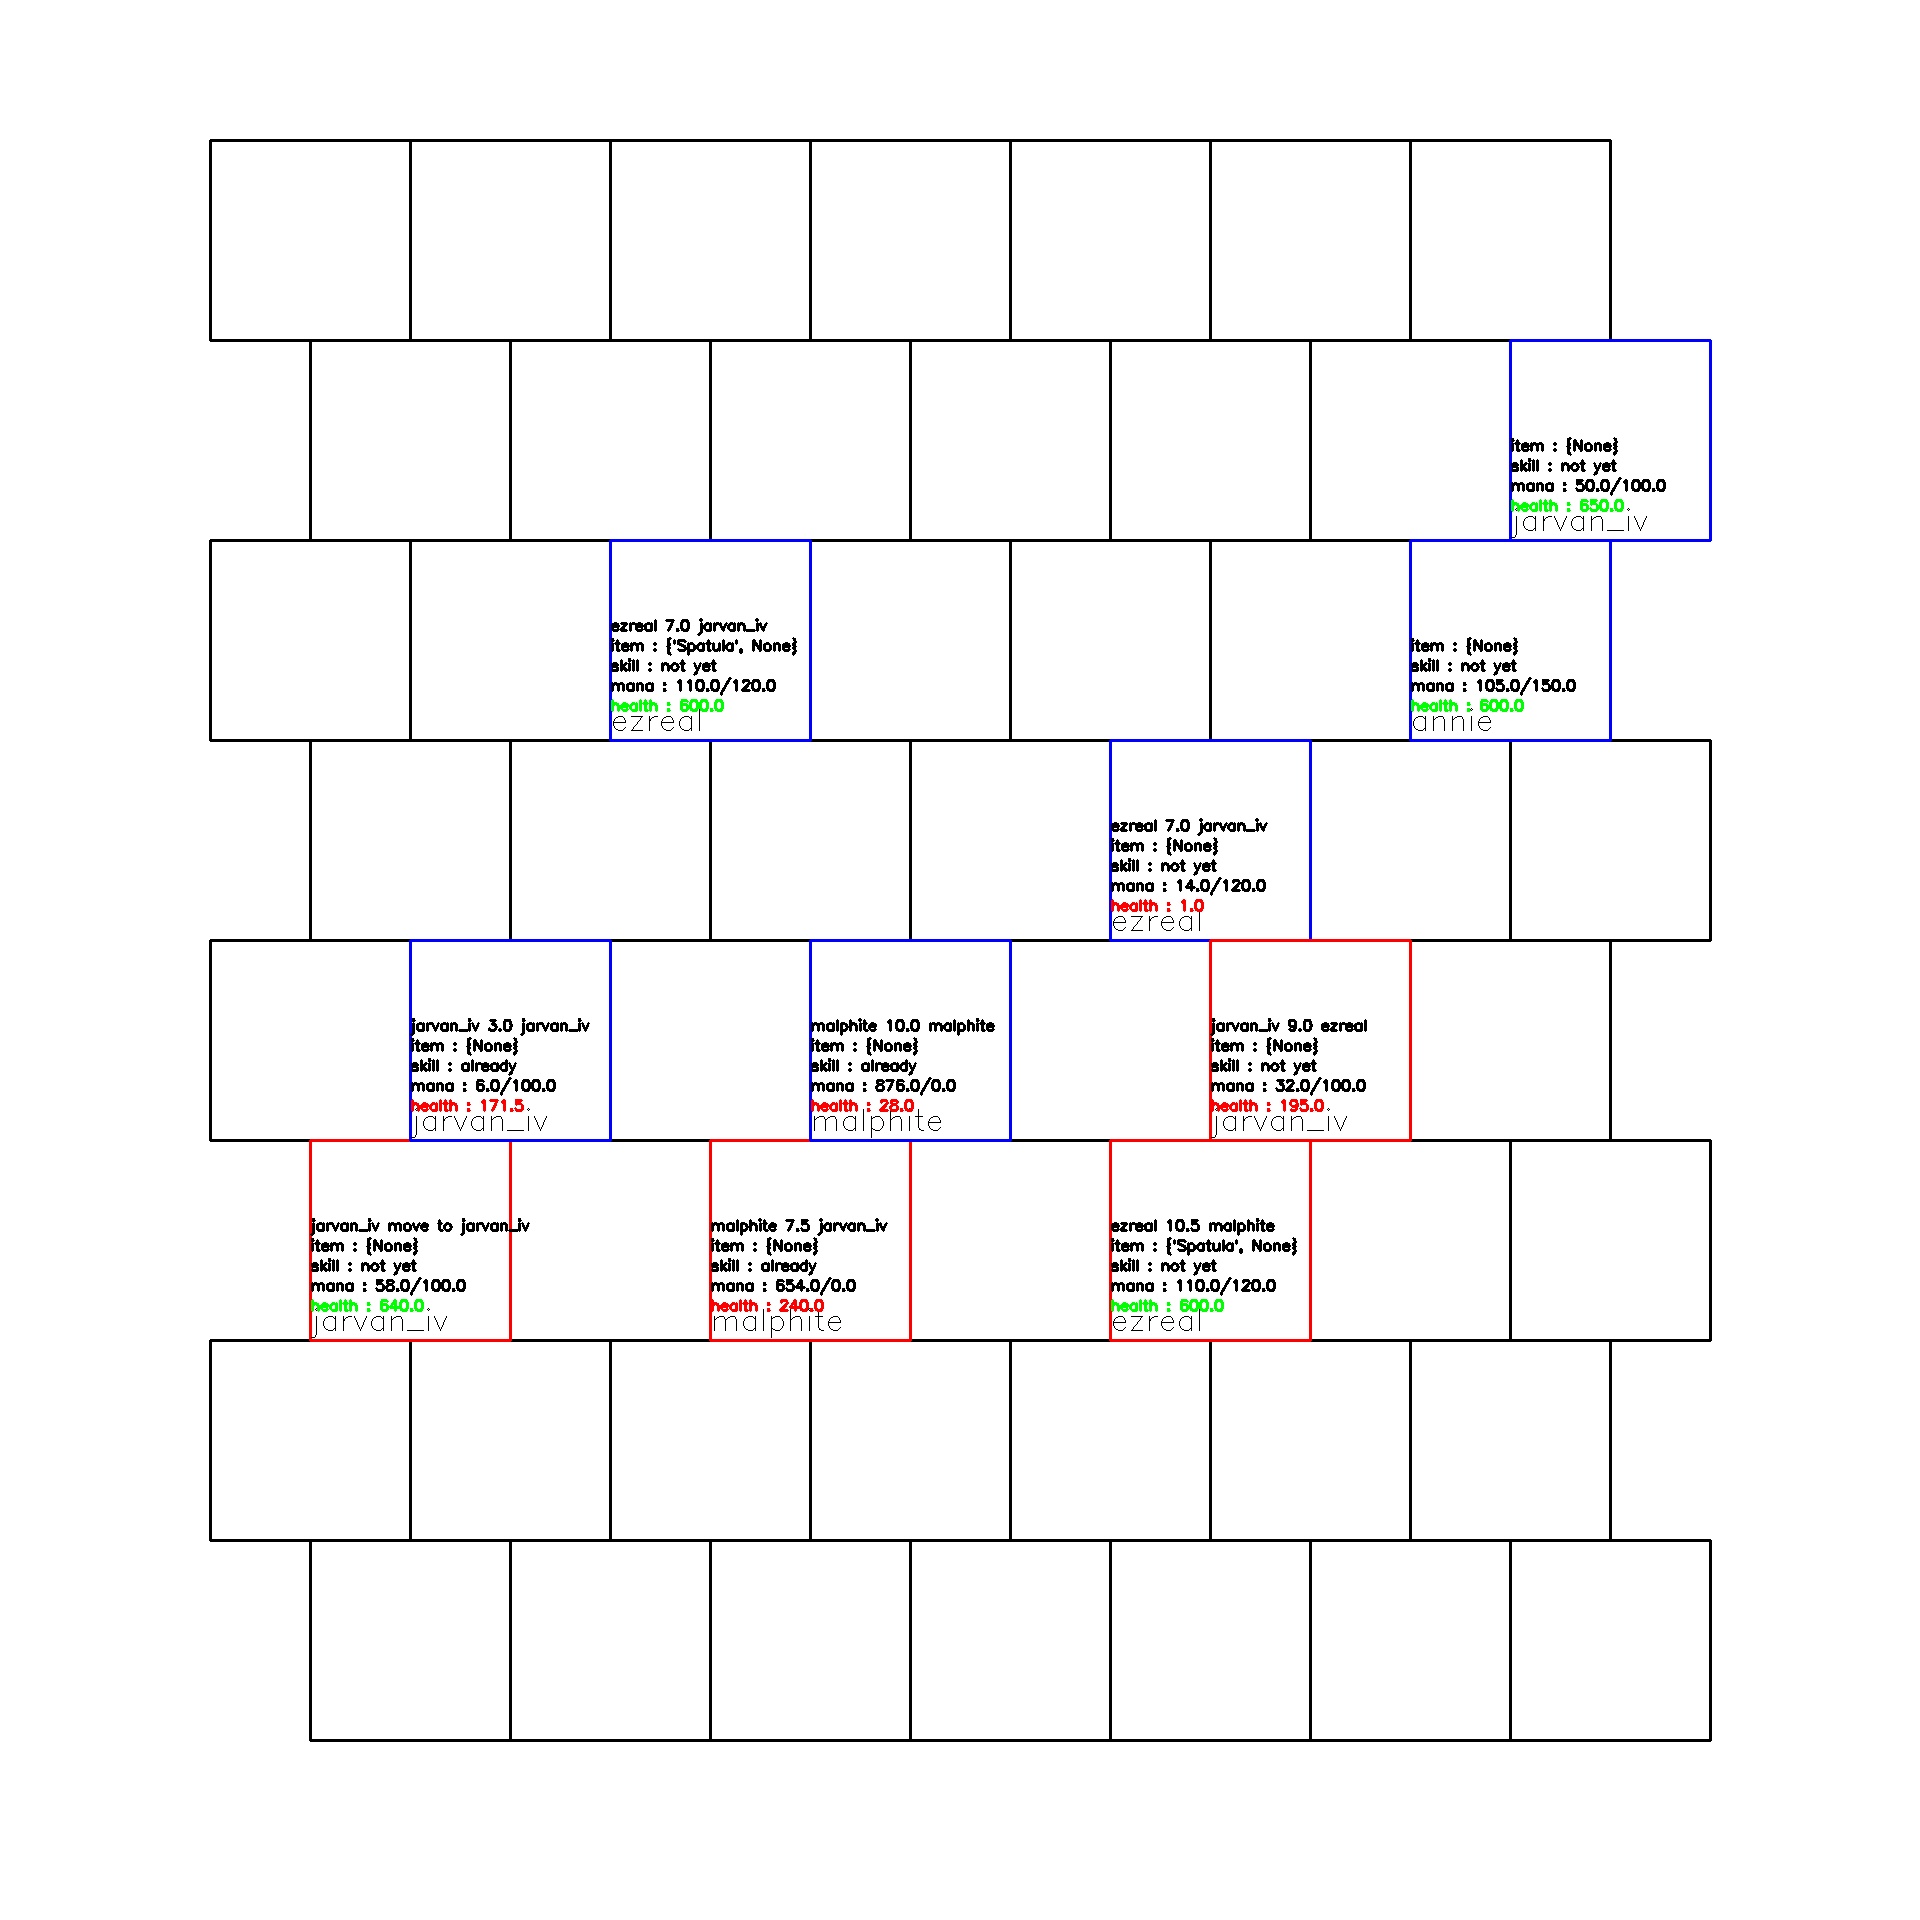 item : {None}
skill : not yet
mana : 50.0/100.0
health : 650.0
jarvan_iv
ezreal 7.0 jarvan_iv
item : {'Spatula', None}
skill : not yet
mana : 110.0/120.0
health : 600.0
ezreal
item : {None}
skill : not yet
mana : 105.0/150.0
health : 600.0
annie
ezreal 7.0 jarvan_iv
item : {None}
skill : not yet
mana : 14.0/120.0
health : 1.0
ezreal
jarvan_iv 3.0 jarvan_iv
item : {None}
skill : already
mana : 6.0/100.0
health : 171.5
jarvan_iv
malphite 10.0 malphite
item : {None}
skill : already
mana : 876.0/0.0
health : 28.0
malphite
jarvan_iv 9.0 ezreal
item : {None}
skill : not yet
mana : 32.0/100.0
health : 195.0
jarvan_iv
jarvan_iv move to jarvan_iv
item : {None}
skill : not yet
mana : 58.0/100.0
health : 640.0
jarvan_iv
malphite 7.5 jarvan_iv
item : {None}
skill : already
mana : 654.0/0.0
health : 240.0
malphite
ezreal 10.5 malphite
item : {'Spatula', None}
skill : not yet
mana : 110.0/120.0
health : 600.0
ezreal